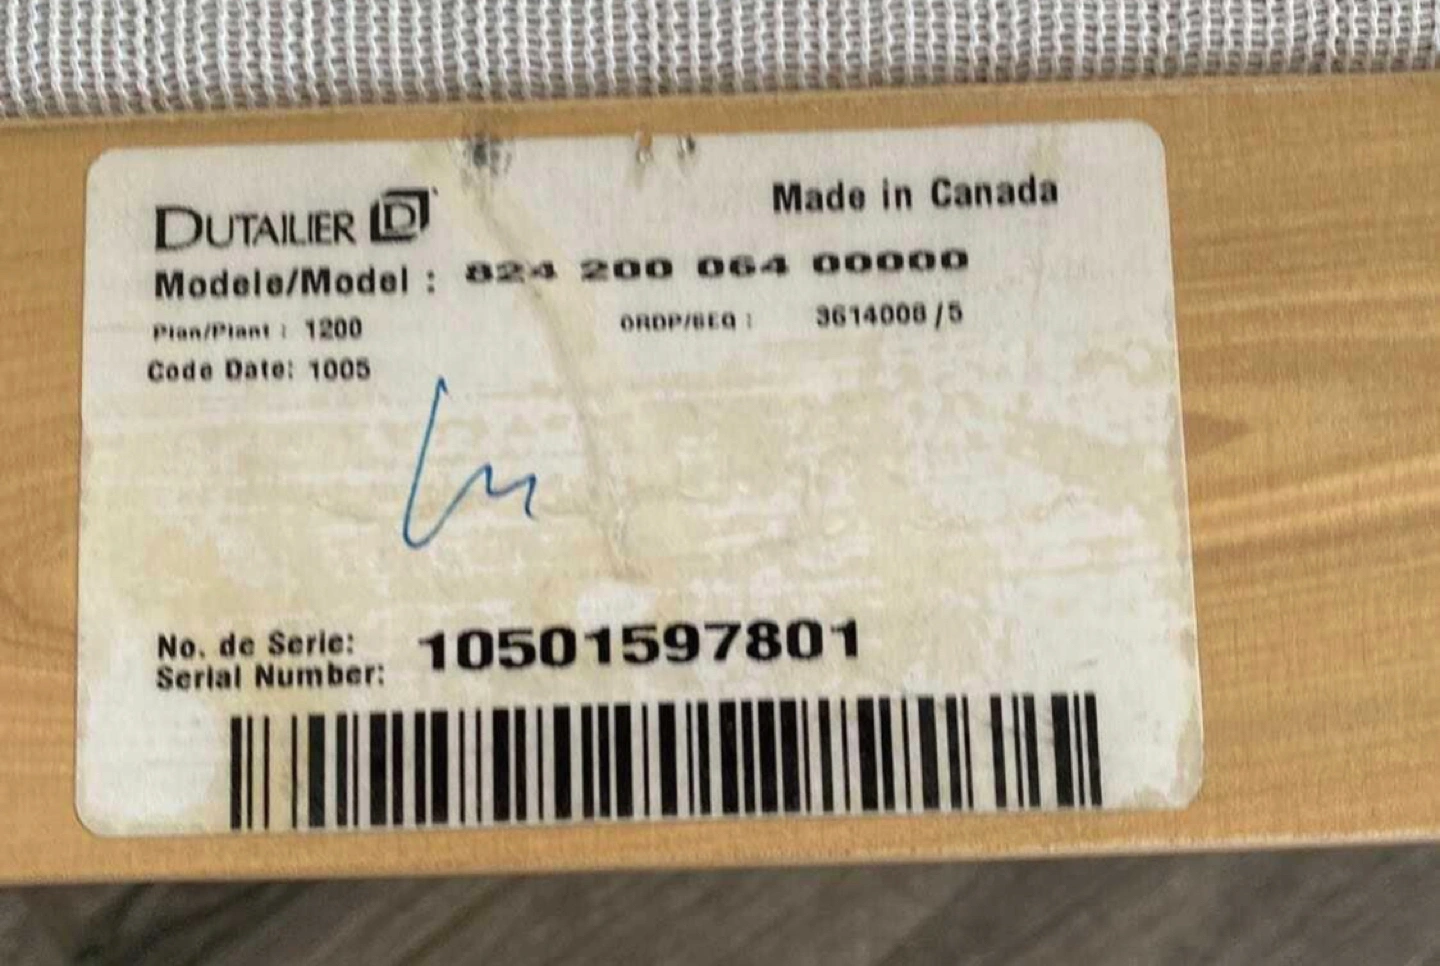 DUTAILIER D
Made in Canada
Modele/Model : 824 200 064 00000
Plan/Plant : 1200
ORDP/SEQ : 3614008/5
Code Date: 1005
No. de Serie:
Serial Number: 10501597801